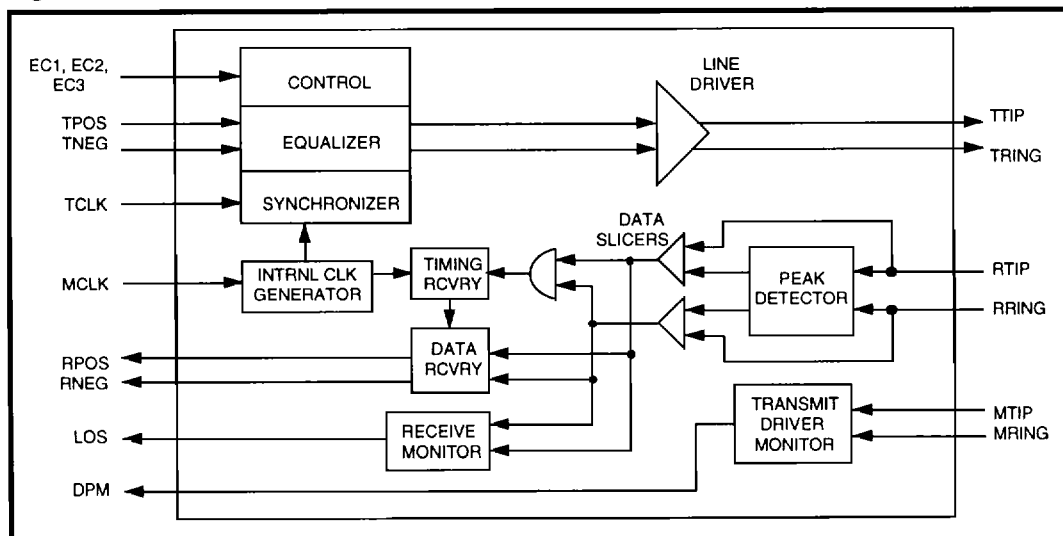 EC1, EC2,
EC3
TPOS
TNEG
TCLK
MCLK
RPOS
RNEG
LOS
DPM
CONTROL
EQUALIZER
SYNCHRONIZER
INTRNL CLK
GENERATOR
TIMING
RCVRY
DATA
RCVRY
RECEIVE
MONITOR
LINE
DRIVER
DATA
SLICERS
PEAK
DETECTOR
TRANSMIT
DRIVER
MONITOR
TTIP
TRING
RTIP
RRING
MTIP
MRING